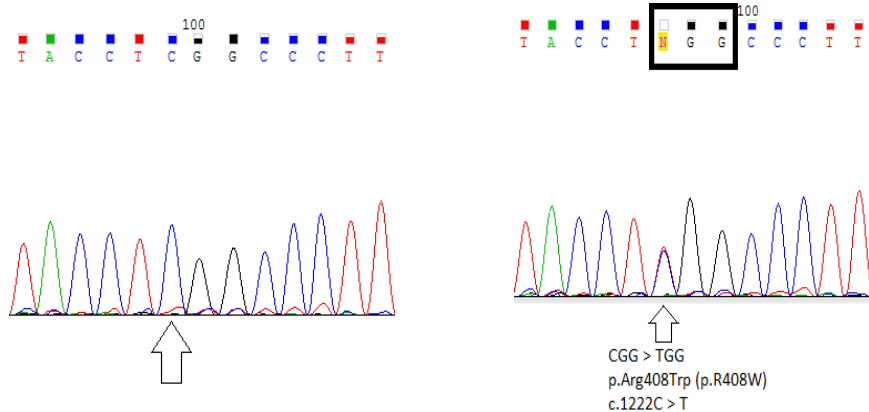 100
T A C C T C G G C C C T T
100
T A C C T N G G C C C T T
CGG > TGG
p.Arg408Trp (p.R408W)
c.1222C > T